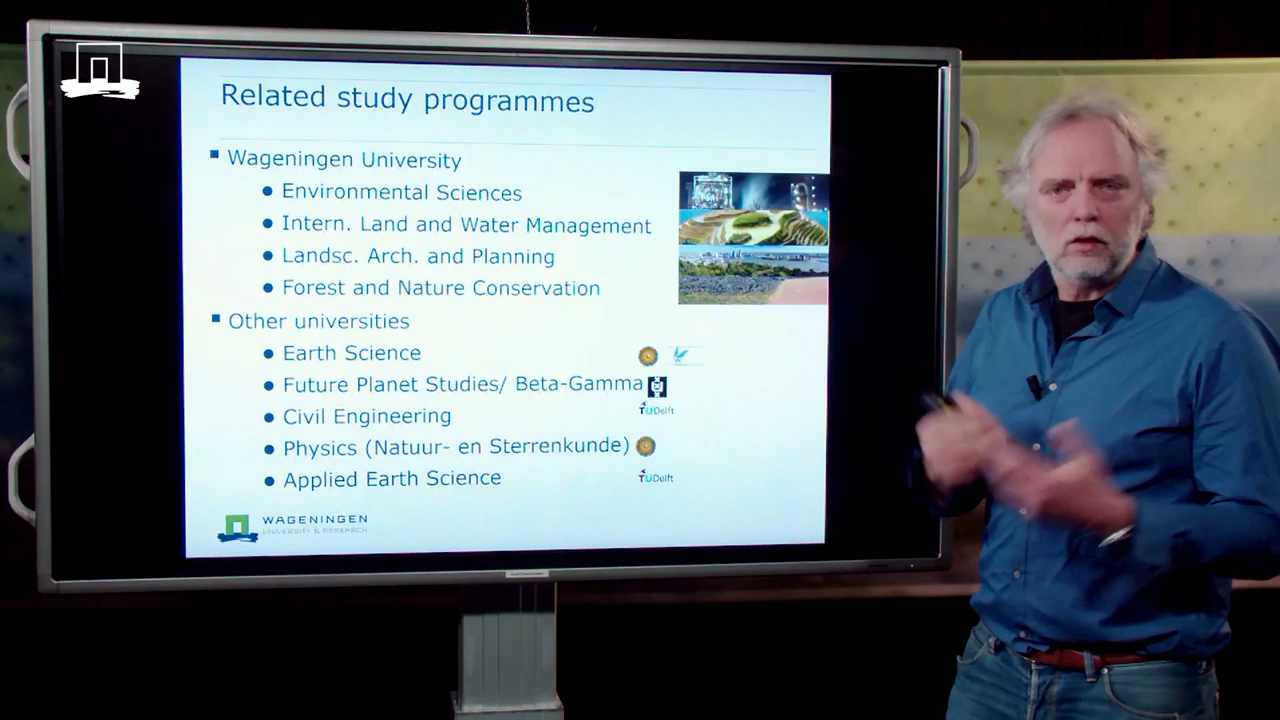 Related study programmes
Wageningen University
Environmental Sciences
Intern. Land and Water Management
Landsc. Arch. and Planning
Forest and Nature Conservation
Other universities
Earth Science
Future Planet Studies/ Beta-Gamma
Civil Engineering
TUDelft
Physics (Natuur- en Sterrenkunde)
Applied Earth Science
TUDelft
WAGENINGEN
UNIVERSITY & RESEARCH